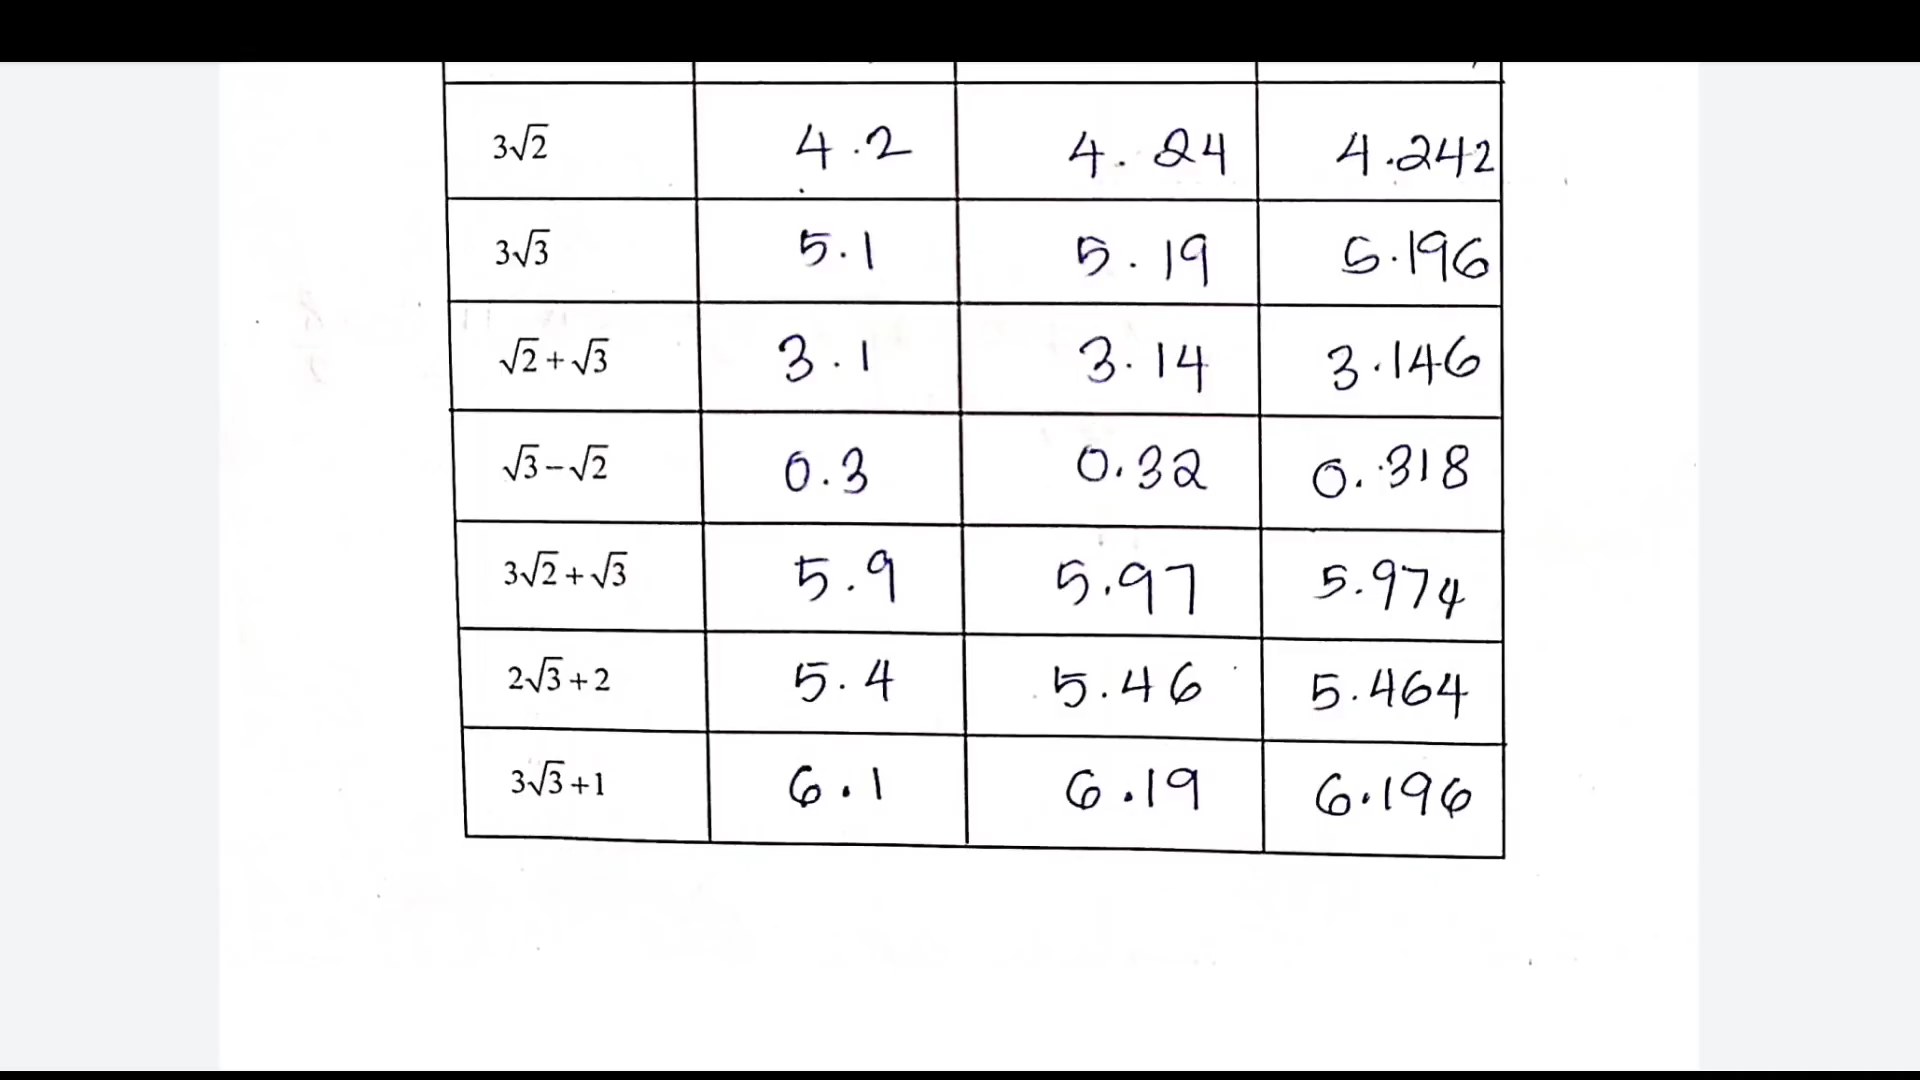 3√2 4.2 4.24 4.242
3√3 5.1 5.19 5.196
√2+√3 3.1 3.14 3.146
√3−√2 0.3 0.32 0.318
3√2+√3 5.9 5.97 5.974
2√3+2 5.4 5.46 5.464
3√3+1 6.1 6.19 6.196